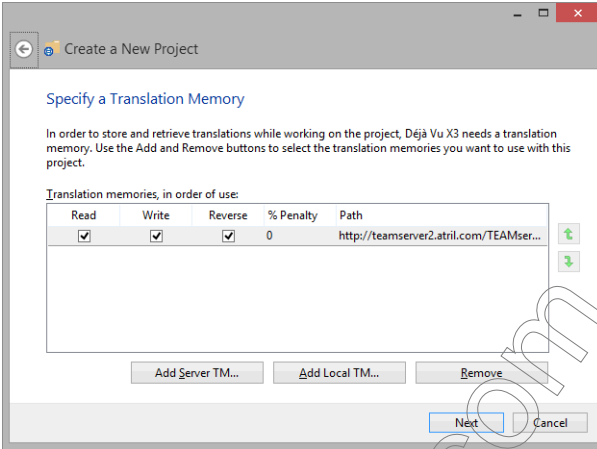 Create a New Project
Specify a Translation Memory
In order to store and retrieve translations while working on the project, Déjà Vu X3 needs a translation
memory. Use the Add and Remove buttons to select the translation memories you want to use with this
project.
Translation memories, in order of use:
Read Write Reverse % Penalty Path
0 http://teamserver2.atril.com/TEAMser...
Add Server TM... Add Local TM... Remove
Next Cancel
com